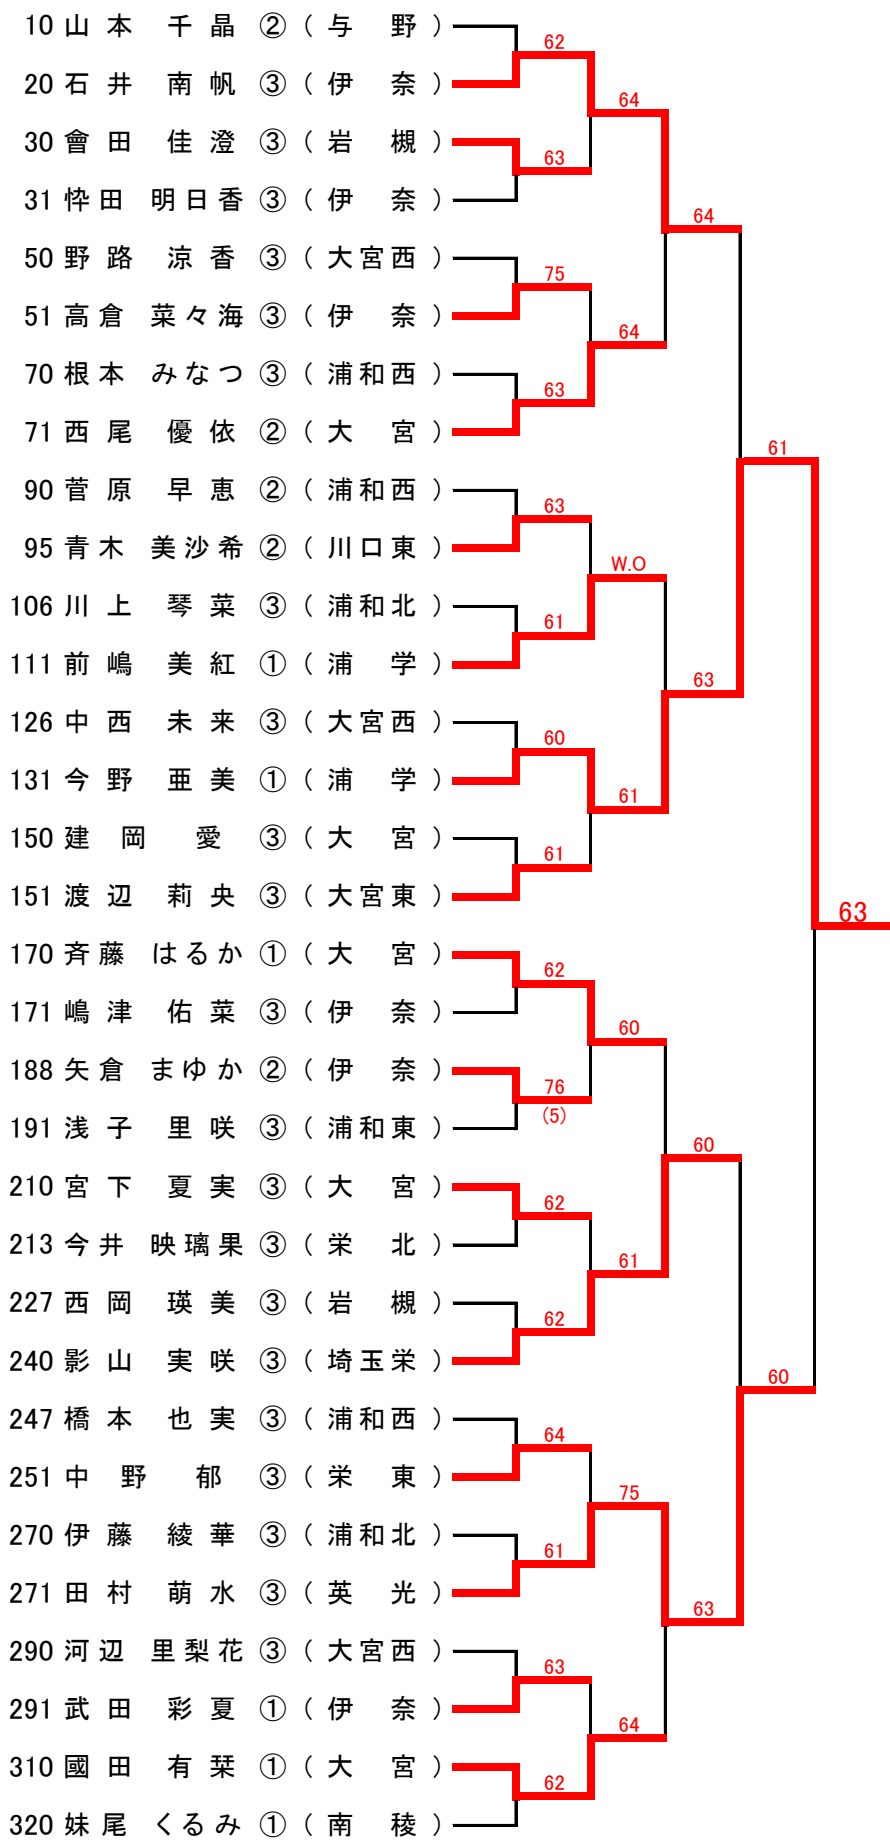 10 山本 千晶 ② ( 与野 )
62
20 石井 南帆 ③ ( 伊奈 )
64
30 會田 佳澄 ③ ( 岩槻 )
63
31 忰田 明日香 ③ ( 伊奈 )
64
50 野路 涼香 ③ ( 大宮西 )
75
51 高倉 菜々海 ③ ( 伊奈 )
64
70 根本 みなつ ③ ( 浦和西 )
63
71 西尾 優依 ② ( 大宮 )
61
90 菅原 早恵 ② ( 浦和西 )
63
95 青木 美沙希 ② ( 川口東 )
W.O
106 川上 琴菜 ③ ( 浦和北 )
61
111 前嶋 美紅 ① ( 浦学 )
63
126 中西 未来 ③ ( 大宮西 )
60
131 今野 亜美 ① ( 浦学 )
61
150 建岡 愛 ③ ( 大宮 )
61
151 渡辺 莉央 ③ ( 大宮東 )
63
170 斉藤 はるか ① ( 大宮 )
62
171 嶋津 佑菜 ③ ( 伊奈 )
60
188 矢倉 まゆか ② ( 伊奈 )
76
(5)
191 浅子 里咲 ③ ( 浦和東 )
60
210 宮下 夏実 ③ ( 大宮 )
62
213 今井 映璃果 ③ ( 栄北 )
61
227 西岡 瑛美 ③ ( 岩槻 )
62
240 影山 実咲 ③ ( 埼玉栄 )
60
247 橋本 也実 ③ ( 浦和西 )
64
251 中野 郁 ③ ( 栄東 )
75
270 伊藤 綾華 ③ ( 浦和北 )
61
271 田村 萌水 ③ ( 英光 )
63
290 河辺 里梨花 ③ ( 大宮西 )
63
291 武田 彩夏 ① ( 伊奈 )
64
310 國田 有栞 ① ( 大宮 )
62
320 妹尾 くるみ ① ( 南稜 )